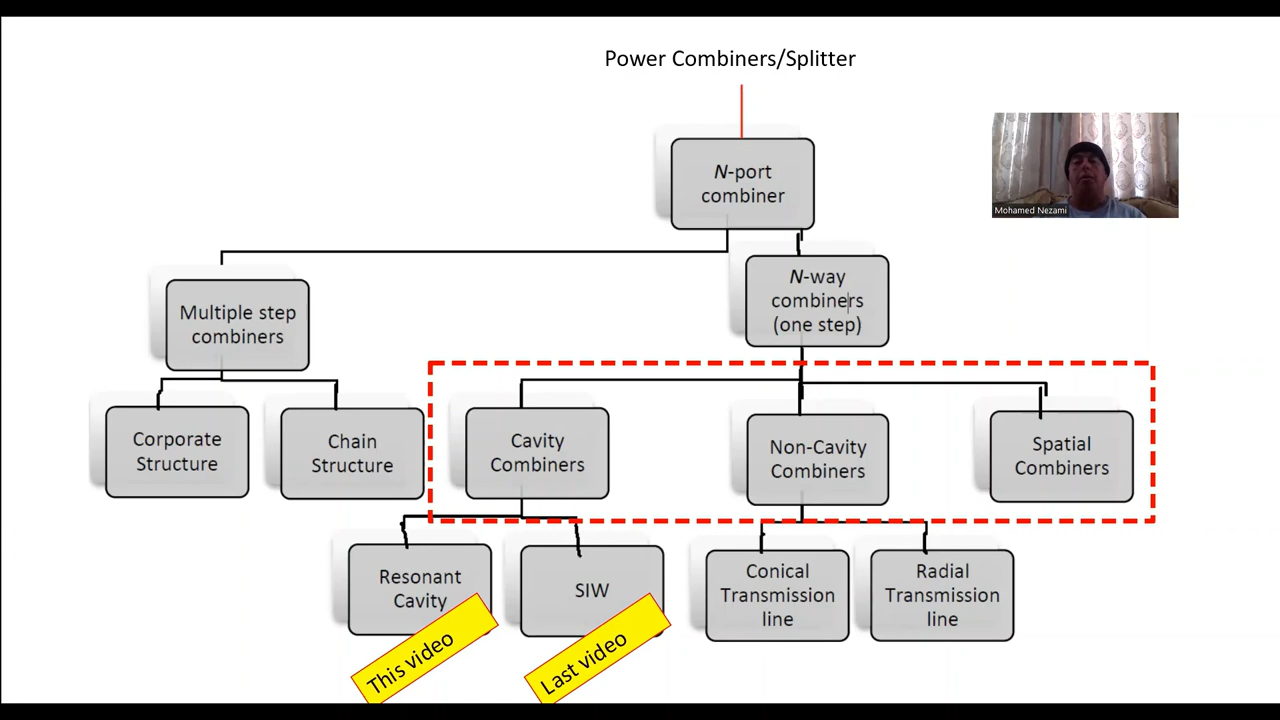 Power Combiners/Splitter
N-port
combiner
Mohamed Nezami
N-way
combiners
(one step)
Multiple step
combiners
Corporate
Structure
Chain
Structure
Cavity
Combiners
Non-Cavity
Combiners
Spatial
Combiners
Resonant
Cavity
SIW
Conical
Transmission
line
Radial
Transmission
line
This video
Last video